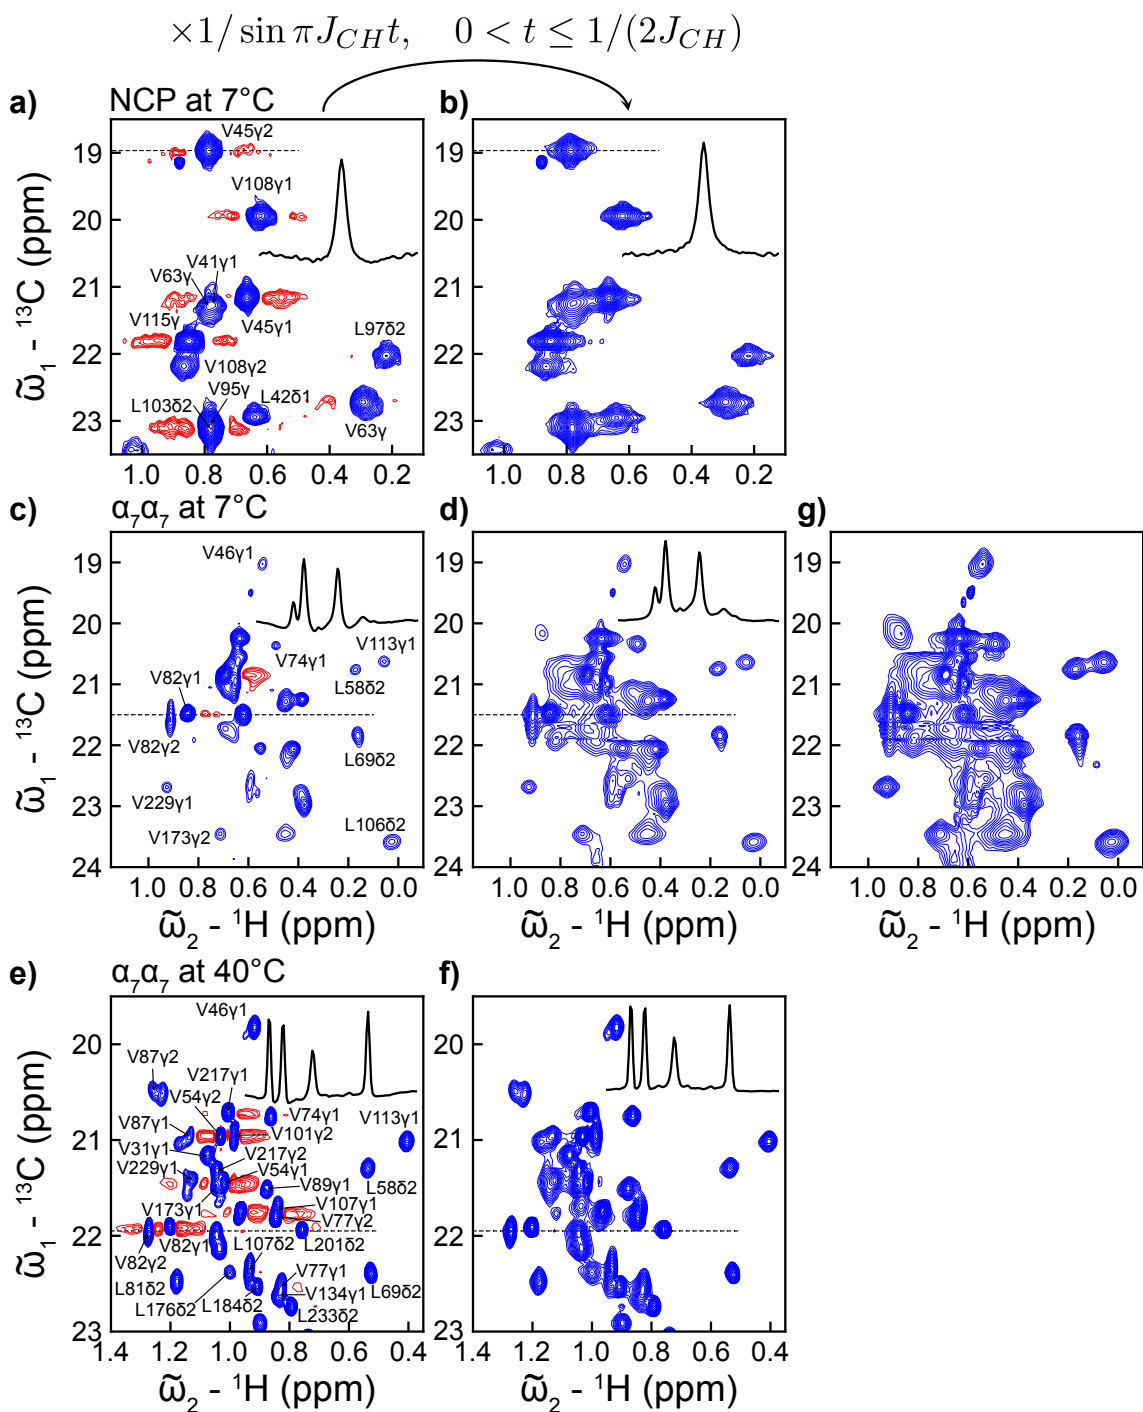 ×1/ sin πJ_CH t, 0 < t ≤ 1/(2J_CH)
a) NCP at 7°C
b)
V45γ2
V108γ1
V41γ1
V63γ
V115γ
V45γ1
L97δ2
V108γ2
V95γ
L103δ2
L42δ1
V63γ
19
20
21
22
23
ω̃₁ - ¹³C (ppm)
1.0 0.8 0.6 0.4 0.2
19
20
21
22
23
ω̃₁ - ¹³C (ppm)
1.0 0.8 0.6 0.4 0.2
c) α₇α₇ at 7°C
d)
g)
V46γ1
V113γ1
V74γ1
L58δ2
V82γ1
V82γ2
L69δ2
V229γ1
V173γ2
L106δ2
19
20
21
22
23
24
ω̃₁ - ¹³C (ppm)
1.0 0.8 0.6 0.4 0.2 0.0
ω̃₂ - ¹H (ppm)
19
20
21
22
23
24
ω̃₁ - ¹³C (ppm)
1.0 0.8 0.6 0.4 0.2 0.0
ω̃₂ - ¹H (ppm)
19
20
21
22
23
24
1.0 0.8 0.6 0.4 0.2 0.0
ω̃₂ - ¹H (ppm)
e) α₇α₇ at 40°C
f)
V46γ1
V87γ2
V217γ1
V54γ2
V74γ1
V113γ1
V87γ1
V101γ2
V31γ1
V217γ2
V229γ1
V54γ1
L58δ2
V89γ1
V173γ1
V107γ1
V77γ2
V82γ1
L107δ2
L201δ2
V82γ2
L81δ2
V77γ1
L69δ2
L176δ2
V134γ1
L184δ2
L233δ2
20
21
22
23
ω̃₁ - ¹³C (ppm)
1.4 1.2 1.0 0.8 0.6 0.4
ω̃₂ - ¹H (ppm)
20
21
22
23
ω̃₁ - ¹³C (ppm)
1.4 1.2 1.0 0.8 0.6 0.4
ω̃₂ - ¹H (ppm)